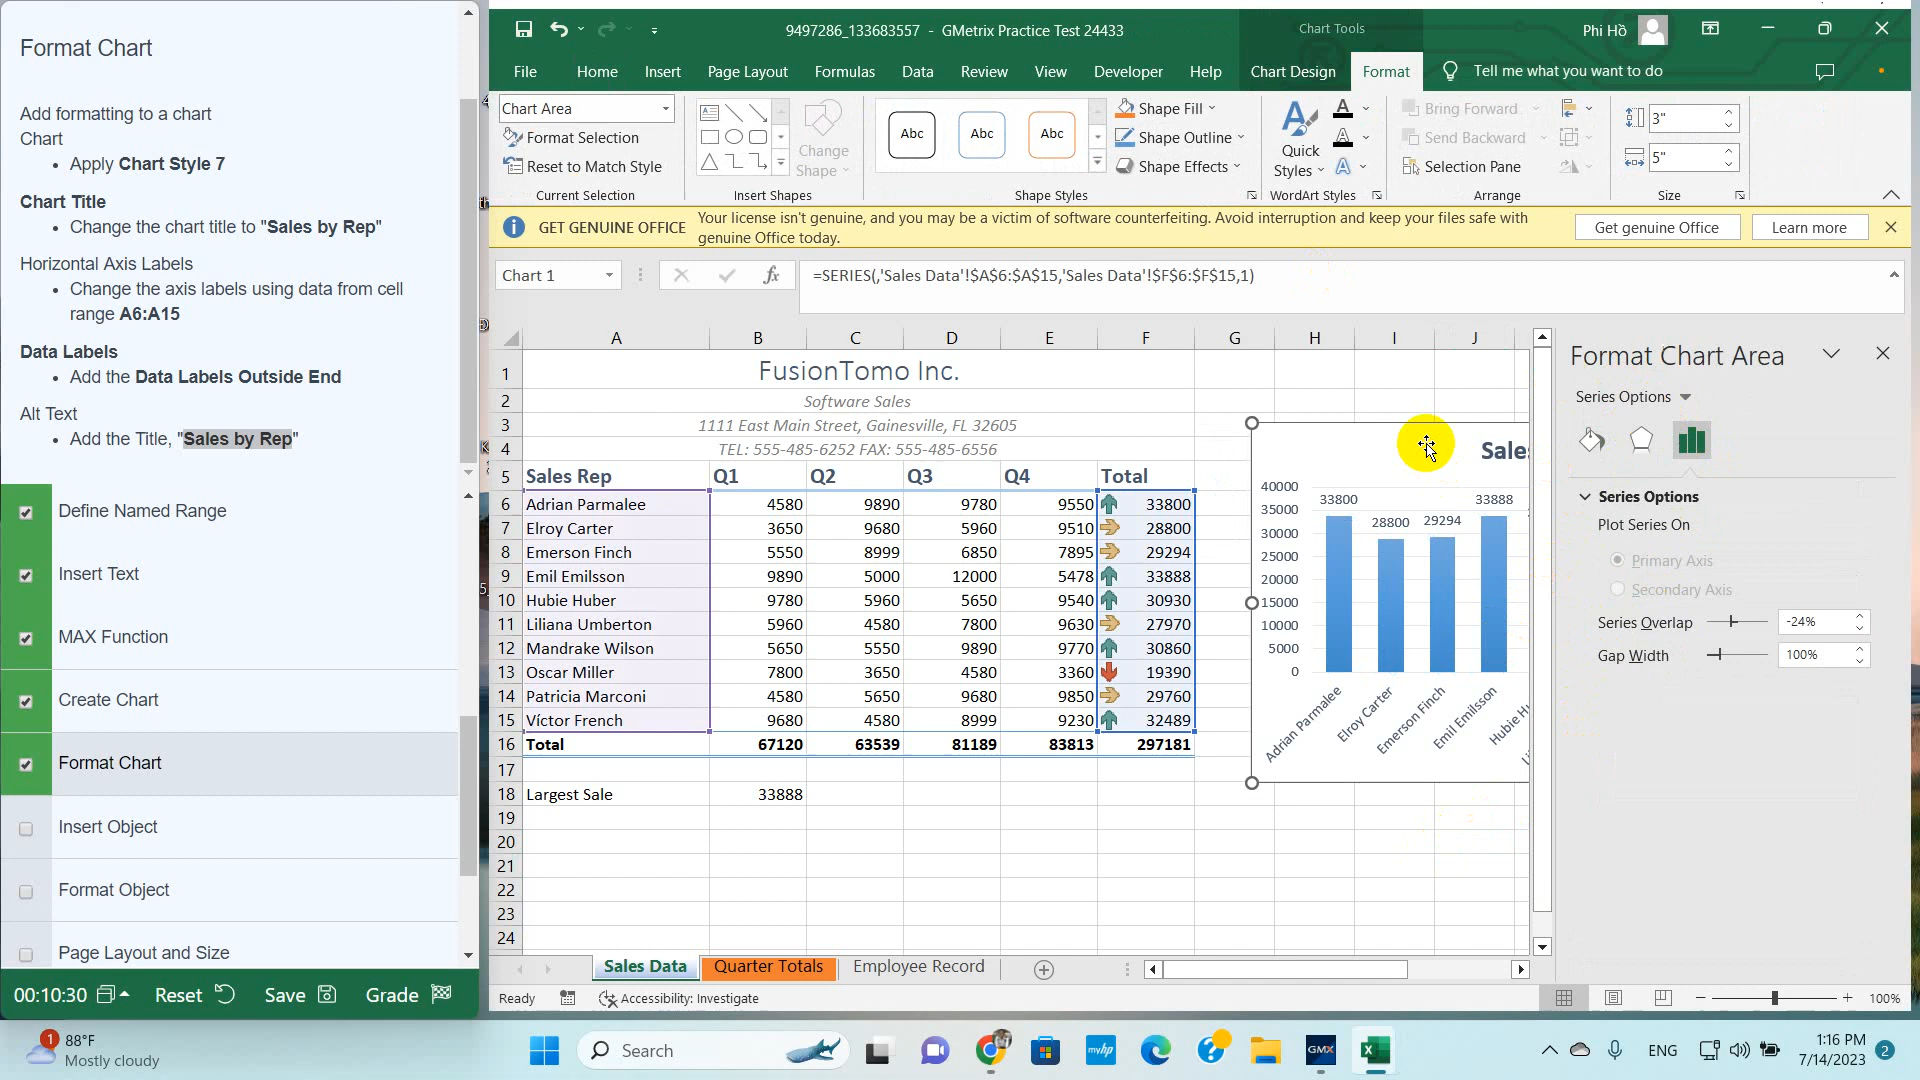 Format Chart
Add formatting to a chart
Chart
• Apply Chart Style 7
Chart Title
• Change the chart title to "Sales by Rep"
Horizontal Axis Labels
• Change the axis labels using data from cell
range A6:A15
Data Labels
• Add the Data Labels Outside End
Alt Text
• Add the Title, "Sales by Rep"
Define Named Range
Insert Text
MAX Function
Create Chart
Format Chart
Insert Object
Format Object
Page Layout and Size
00:10:30 Reset Save Grade
9497286_133683557 - GMetrix Practice Test 24433
Chart Tools
Phi Hồ
File Home Insert Page Layout Formulas Data Review View Developer Help Chart Design Format Tell me what you want to do
Chart Area
Format Selection
Reset to Match Style
Current Selection
Change
Shape
Insert Shapes
Abc Abc Abc
Shape Styles
Shape Fill
Shape Outline
Shape Effects
Quick
Styles
WordArt Styles
Bring Forward
Send Backward
Selection Pane
Arrange
3"
5"
Size
GET GENUINE OFFICE Your license isn't genuine, and you may be a victim of software counterfeiting. Avoid interruption and keep your files safe with
genuine Office today.
Get genuine Office Learn more
Chart 1 fx =SERIES(,'Sales Data'!$A$6:$A$15,'Sales Data'!$F$6:$F$15,1)
A B C D E F G H I J
1 FusionTomo Inc.
2 Software Sales
3 1111 East Main Street, Gainesville, FL 32605
4 TEL: 555-485-6252 FAX: 555-485-6556
5 Sales Rep Q1 Q2 Q3 Q4 Total
6 Adrian Parmalee 4580 9890 9780 9550 33800
7 Elroy Carter 3650 9680 5960 9510 28800
8 Emerson Finch 5550 8999 6850 7895 29294
9 Emil Emilsson 9890 5000 12000 5478 33888
10 Hubie Huber 9780 5960 5650 9540 30930
11 Liliana Umberton 5960 4580 7800 9630 27970
12 Mandrake Wilson 5650 5550 9890 9770 30860
13 Oscar Miller 7800 3650 4580 3360 19390
14 Patricia Marconi 4580 5650 9680 9850 29760
15 Víctor French 9680 4580 8999 9230 32489
16 Total 67120 63539 81189 83813 297181
17
18 Largest Sale 33888
19
20
21
22
23
24
Sales
40000
35000
30000
25000
20000
15000
10000
5000
0
33800 28800 29294 33888
Adrian Parmalee
Elroy Carter
Emerson Finch
Emil Emilsson
Hubie Hu
Format Chart Area
Series Options
Series Options
Plot Series On
Primary Axis
Secondary Axis
Series Overlap -24%
Gap Width 100%
Sales Data Quarter Totals Employee Record
Ready Accessibility: Investigate 100%
1
88°F
Mostly cloudy
Search
myhp
GMX
ENG
1:16 PM
7/14/2023
2